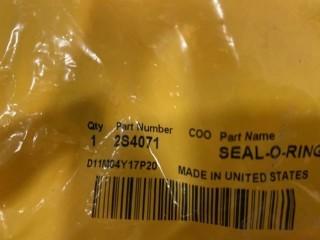 Qty Part Number COO Part Name
1 2S4071 SEAL-O-RING
D11M04Y17P20 MADE IN UNITED STATES